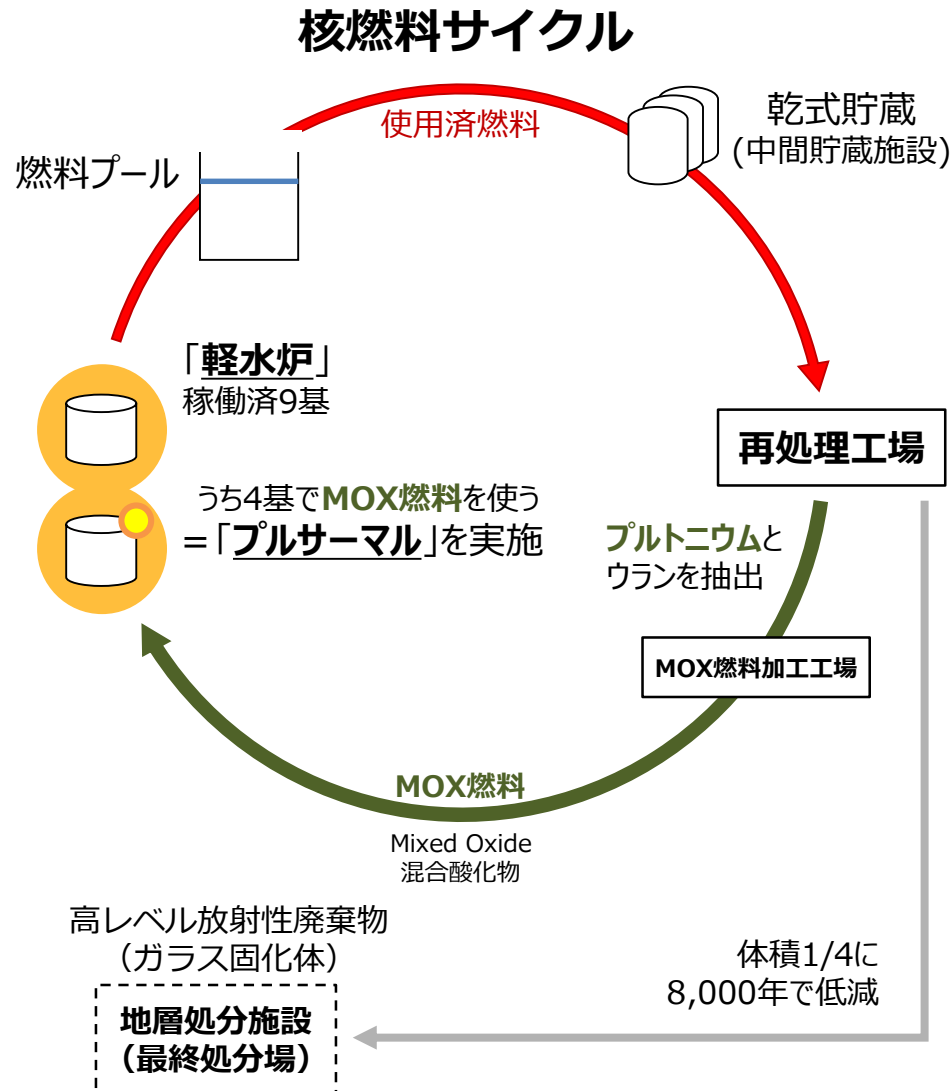 核燃料サイクル
使用済燃料
乾式貯蔵
(中間貯蔵施設)
燃料プール
「軽水炉」
稼働済9基
うち4基でMOX燃料を使う
=「プルサーマル」を実施
再処理工場
プルトニウムと
ウランを抽出
MOX燃料加工工場
MOX燃料
Mixed Oxide
混合酸化物
高レベル放射性廃棄物
（ガラス固化体）
地層処分施設
（最終処分場）
体積1/4に
8,000年で低減